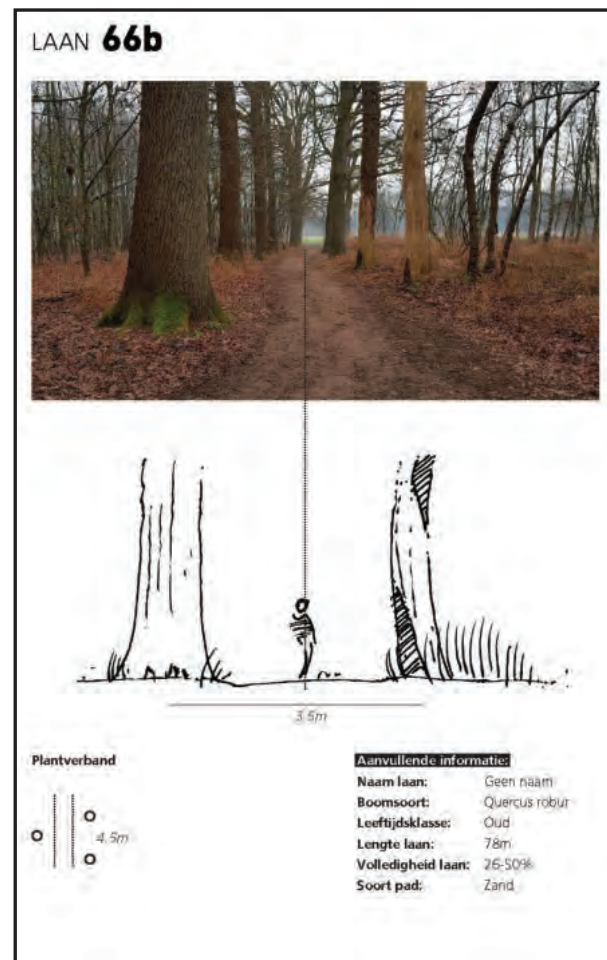 LAAN 66b
3.5m
Plantverband
4.5m
Aanvullende informatie:
Naam laan: Geen naam
Boomsoort: Quercus robur
Leeftijdsklasse: Oud
Lengte laan: 78m
Volledigheid laan: 26-50%
Soort pad: Zand